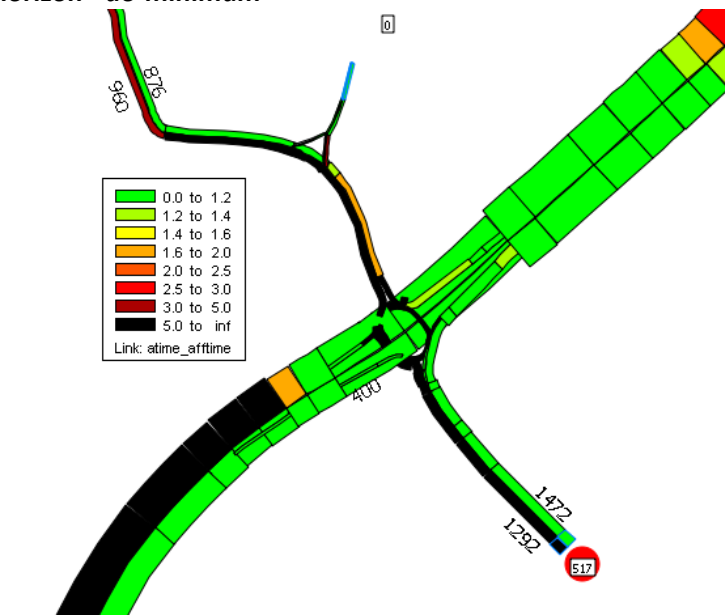 0
876
960
0.0 to 1.2
1.2 to 1.4
1.4 to 1.6
1.6 to 2.0
2.0 to 2.5
2.5 to 3.0
3.0 to 5.0
5.0 to inf
Link: atime_afftime
400
1472
1292
517